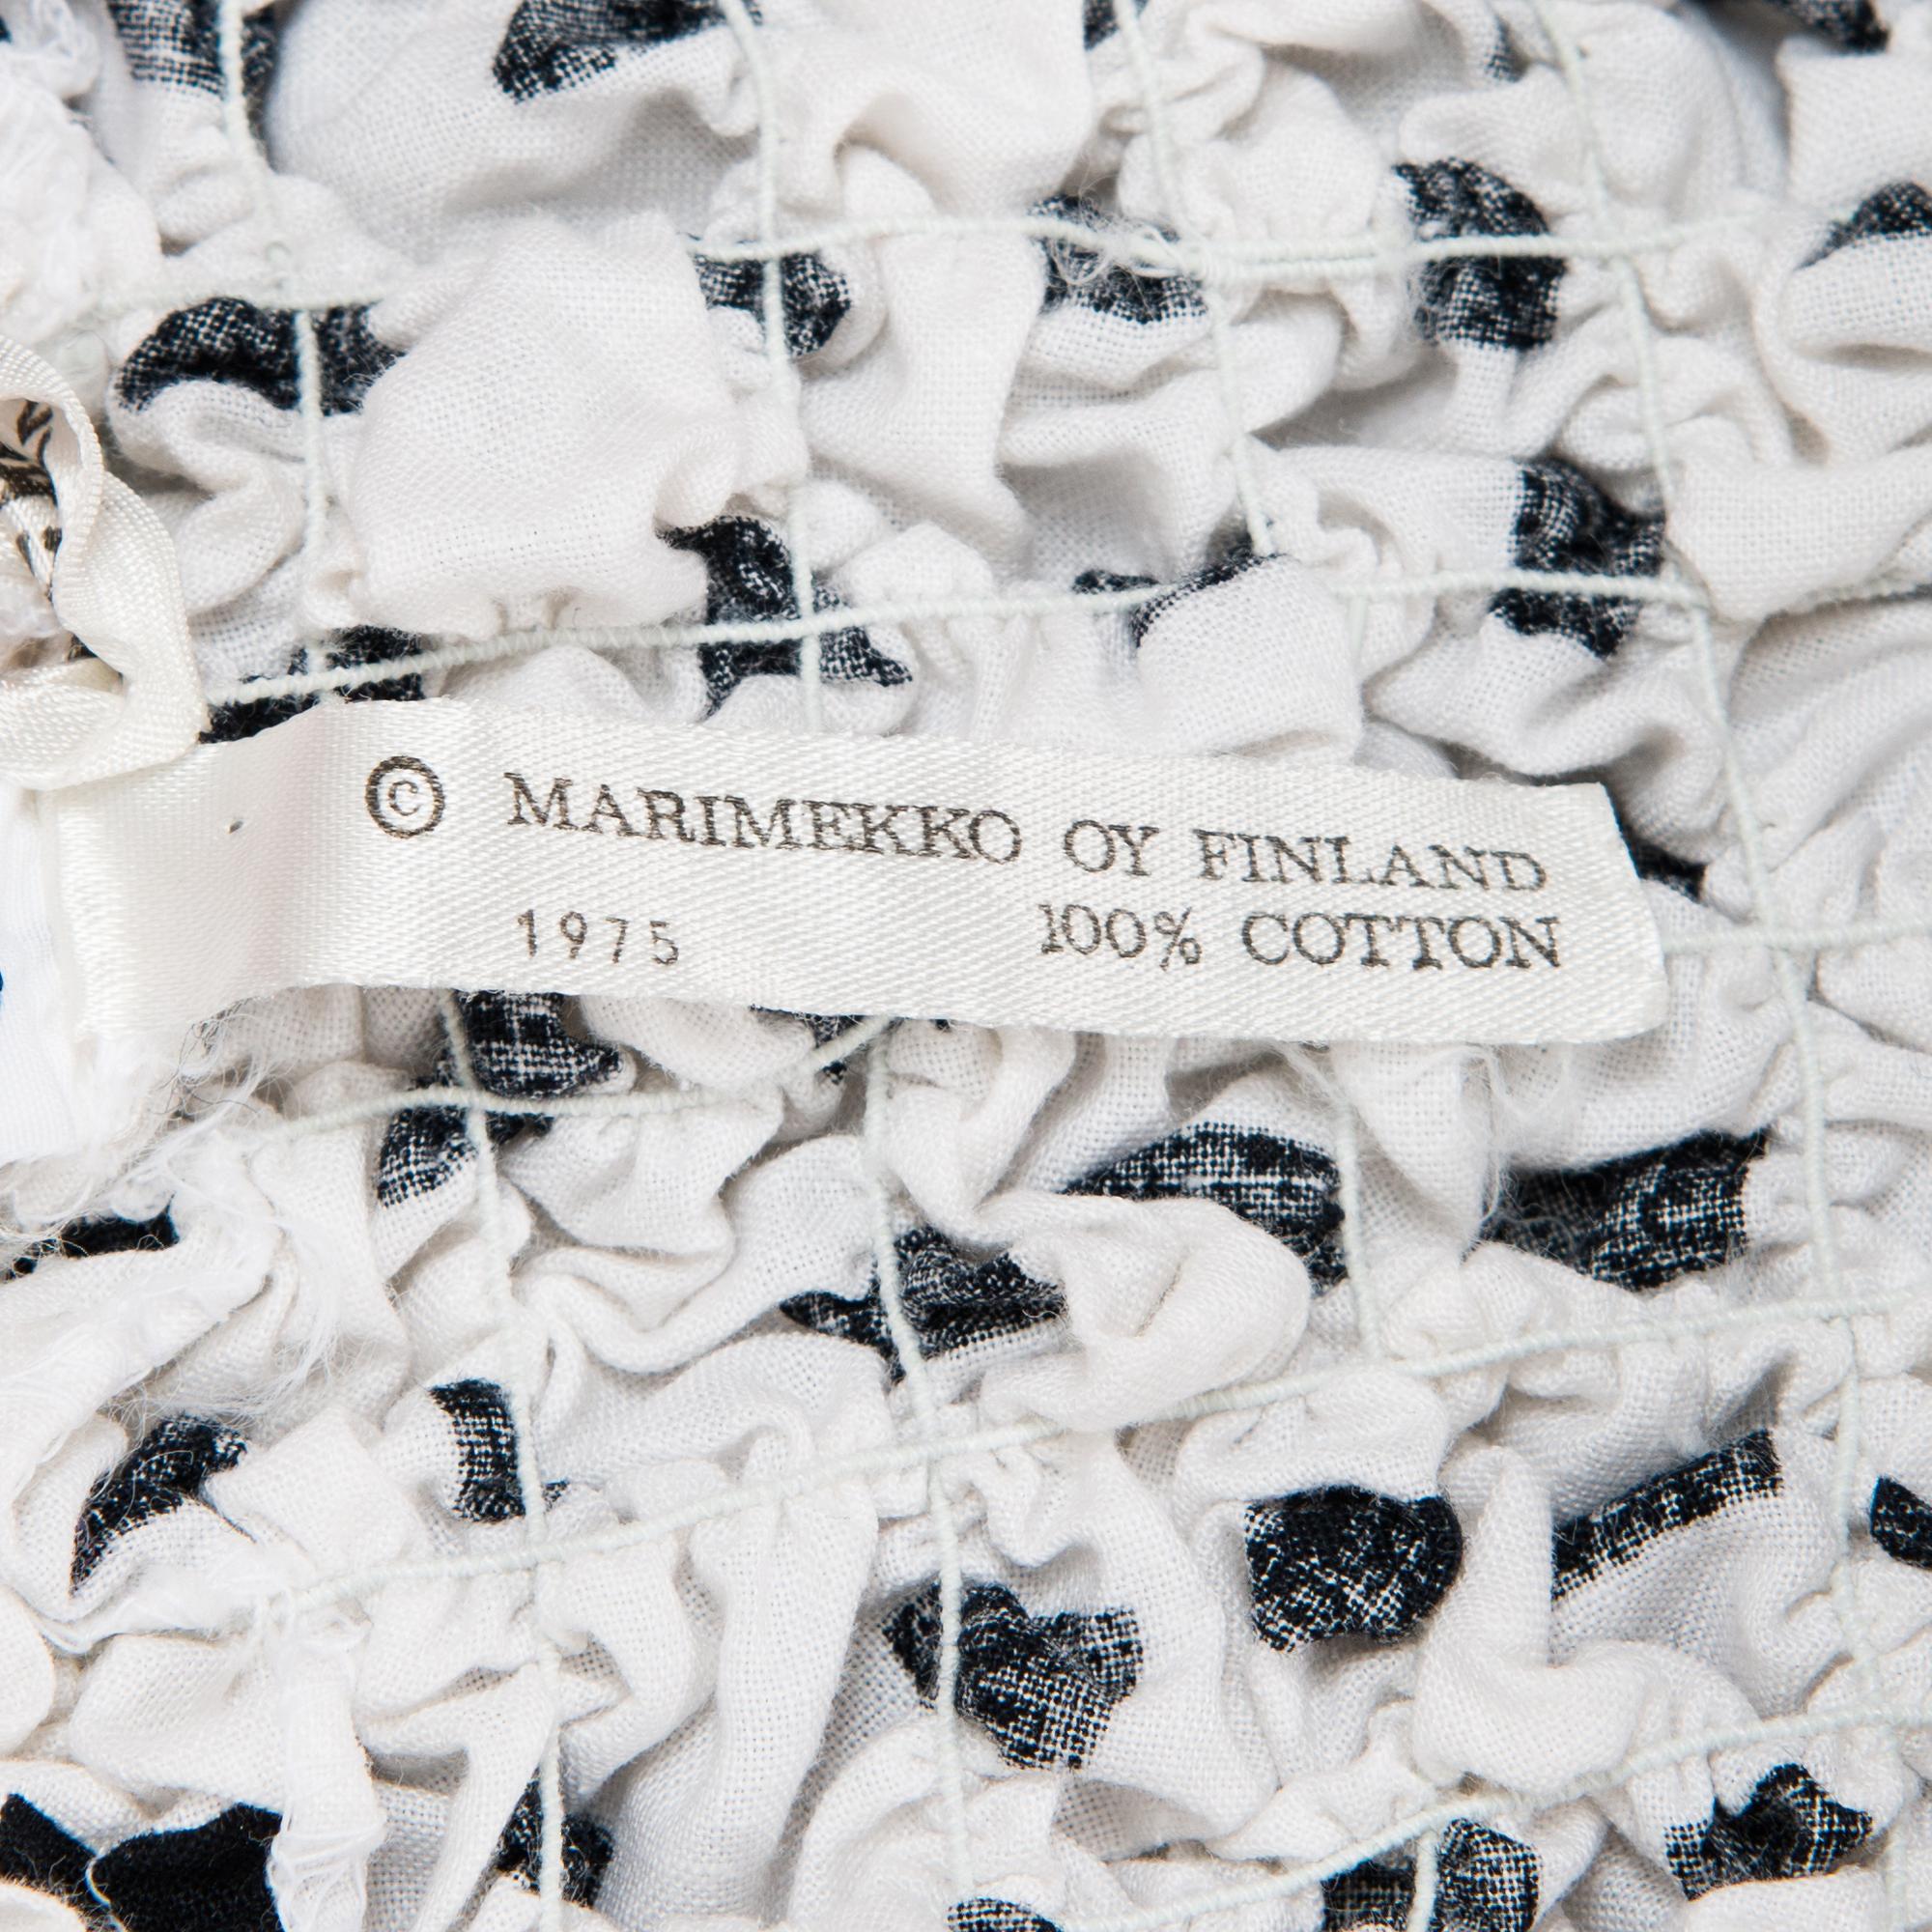 © MARIMEKKO OY FINLAND
1975 100% COTTON